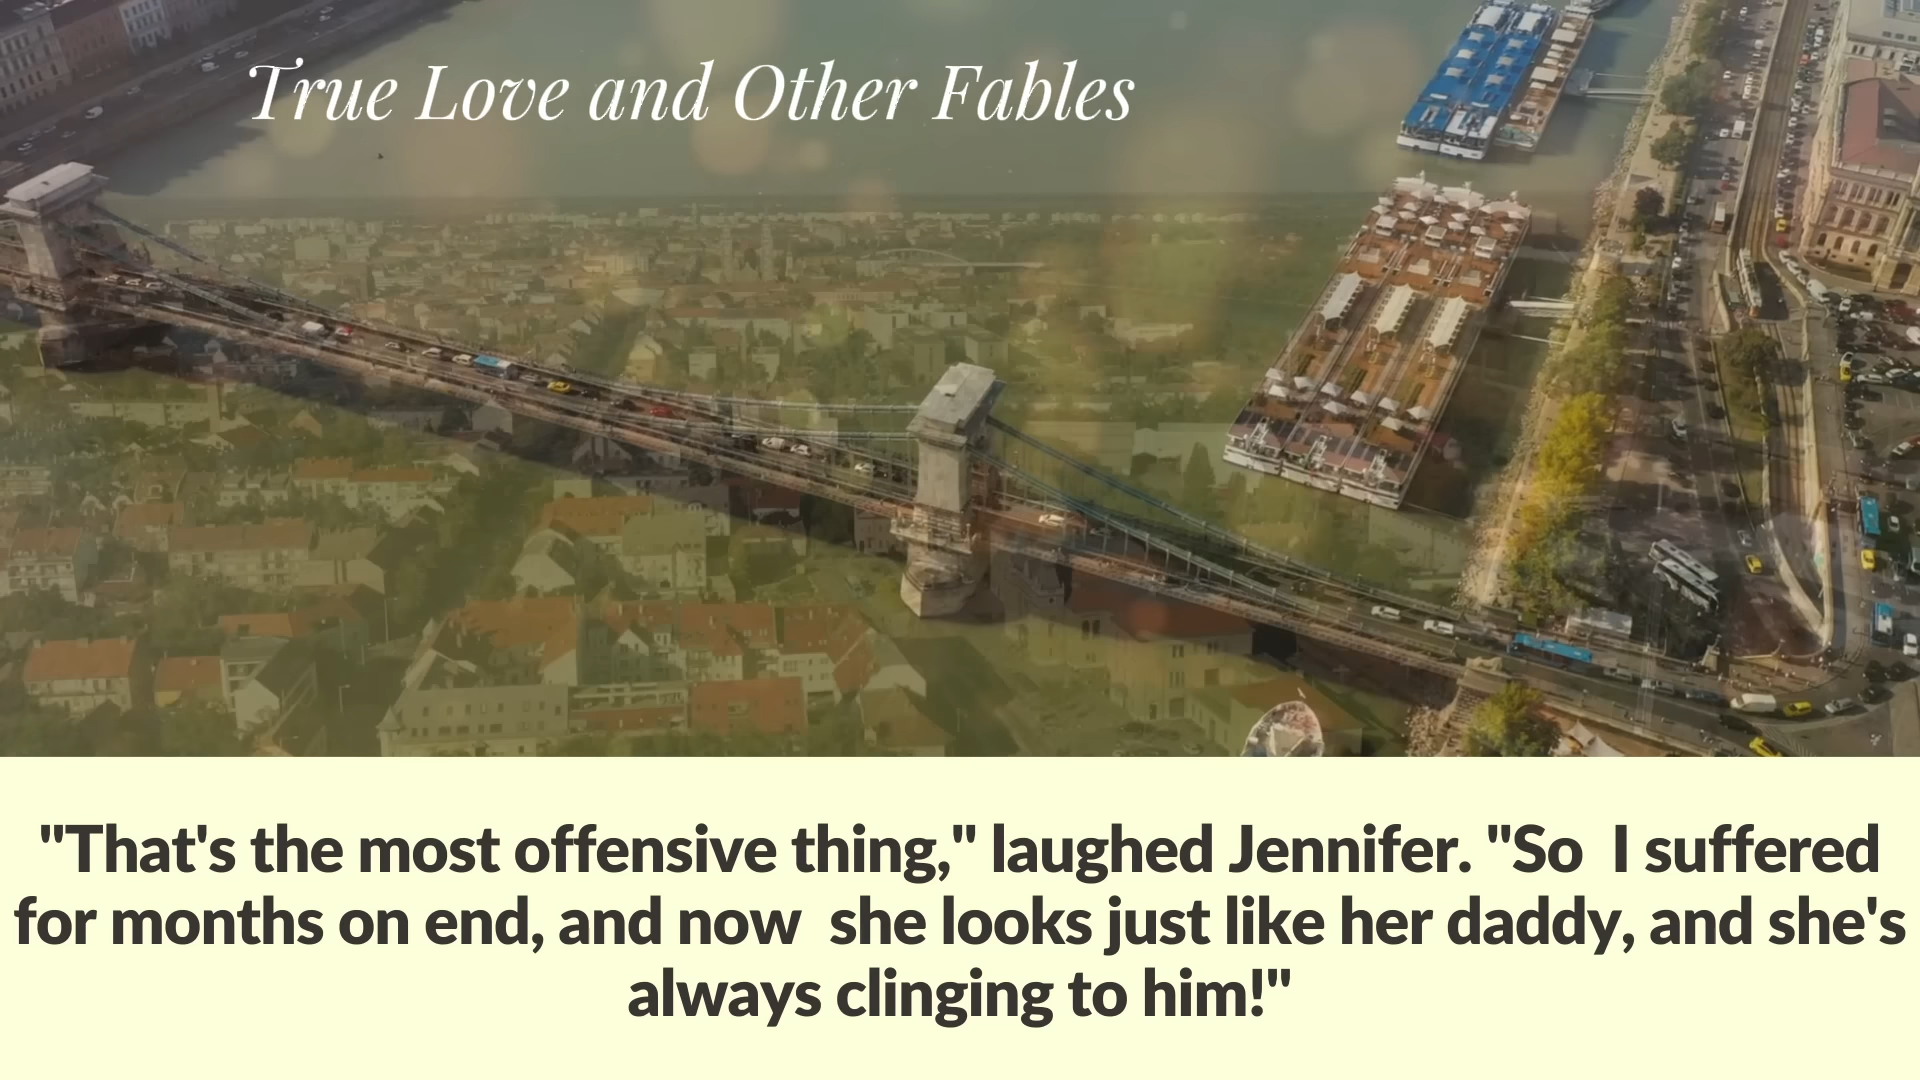 True Love and Other Fables
"That's the most offensive thing," laughed Jennifer. "So  I suffered
for months on end, and now  she looks just like her daddy, and she's
always clinging to him!"